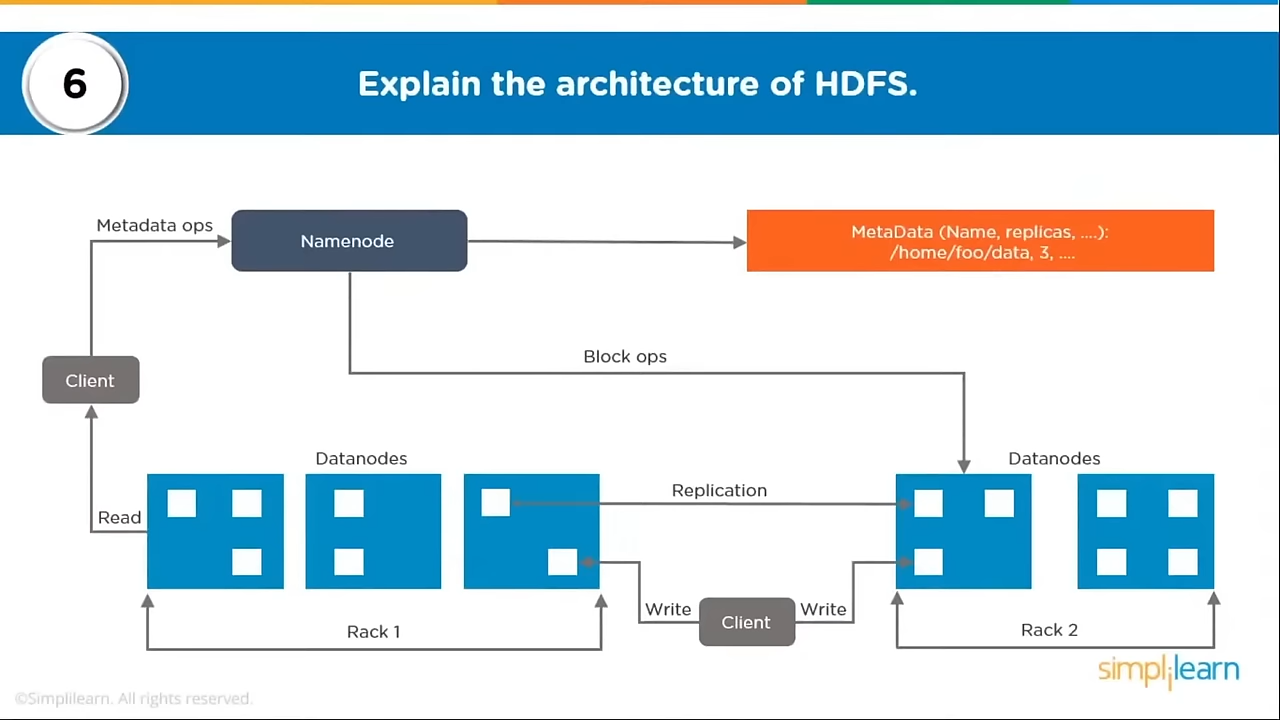 6
Explain the architecture of HDFS.
Metadata ops
Namenode
MetaData (Name, replicas, ....):
/home/foo/data, 3, ....
Block ops
Client
Datanodes
Datanodes
Read
Replication
Write
Client
Write
Rack 1
Rack 2
simplilearn
©Simplilearn. All rights reserved.